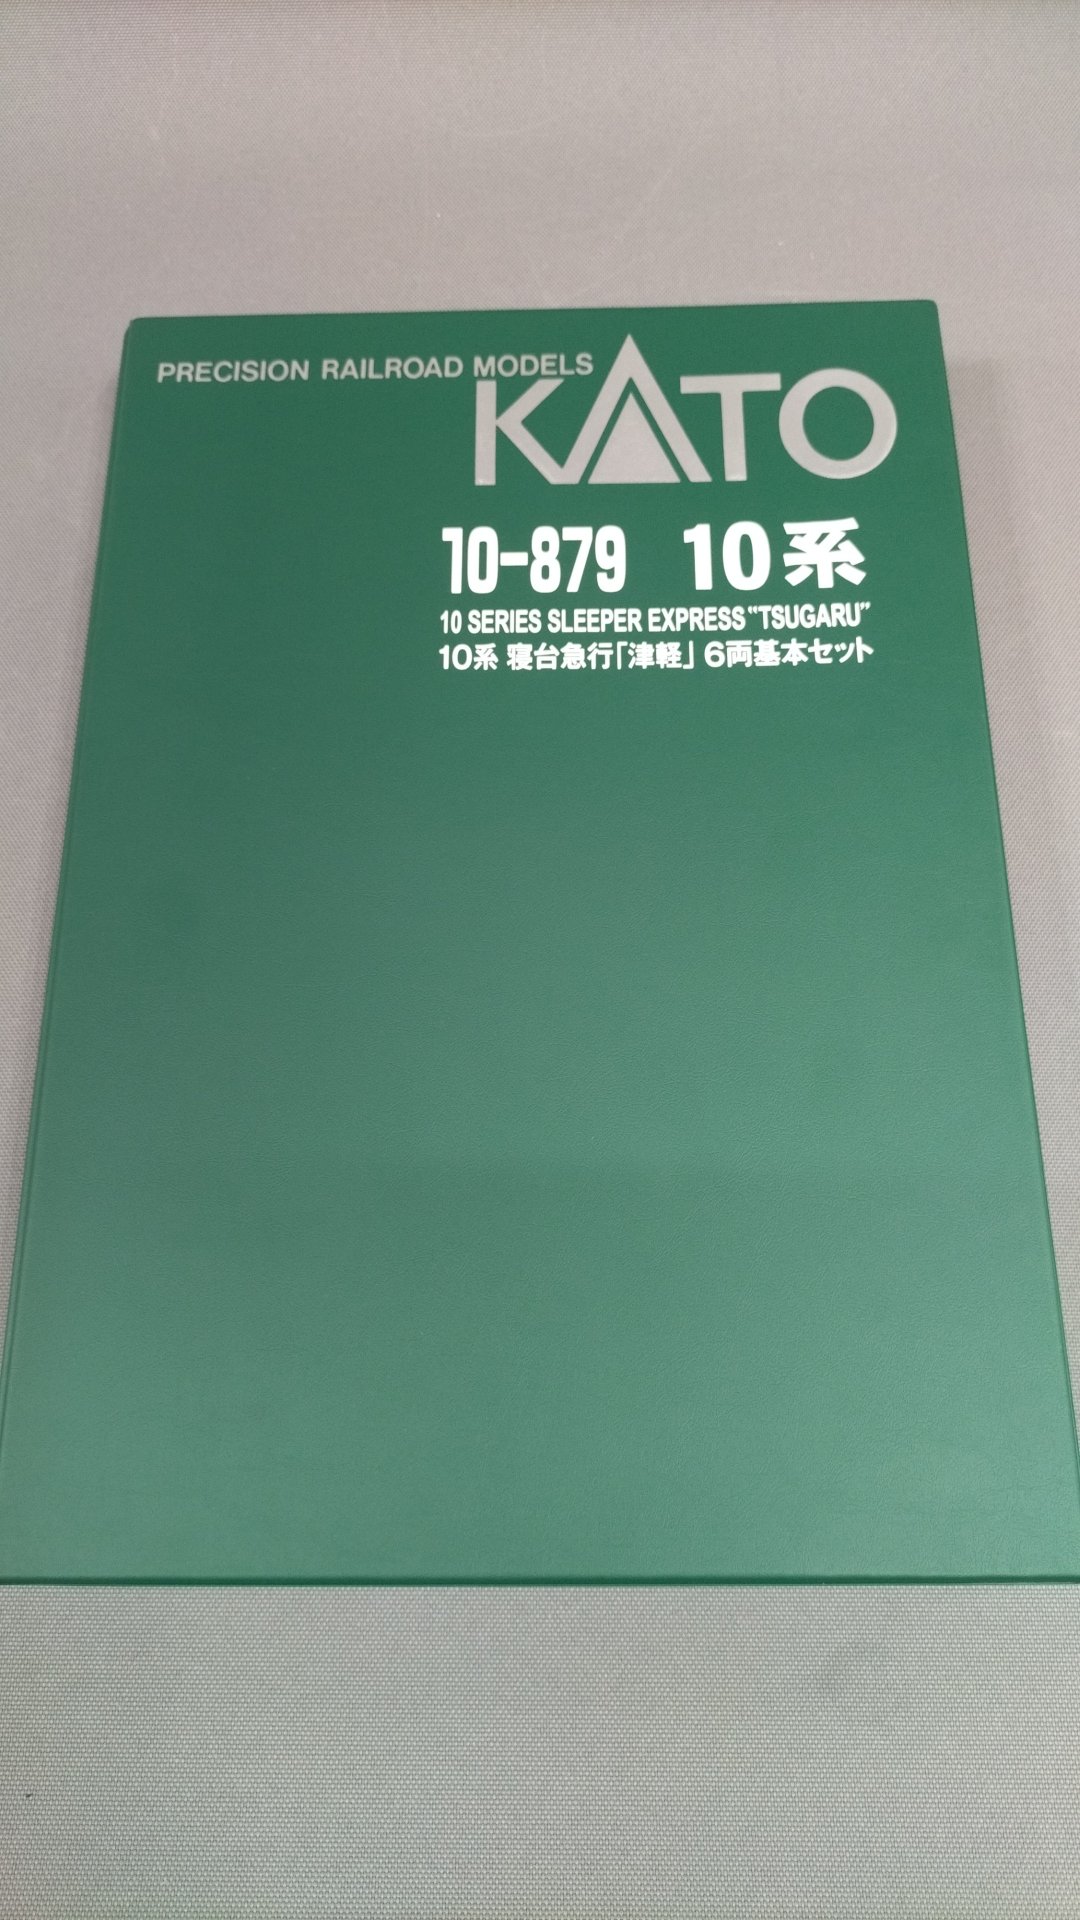 PRECISION RAILROAD MODELS
KATO
10-879 10系
10 SERIES SLEEPER EXPRESS “TSUGARU”
10系 寝台急行「津軽」 6両基本セット